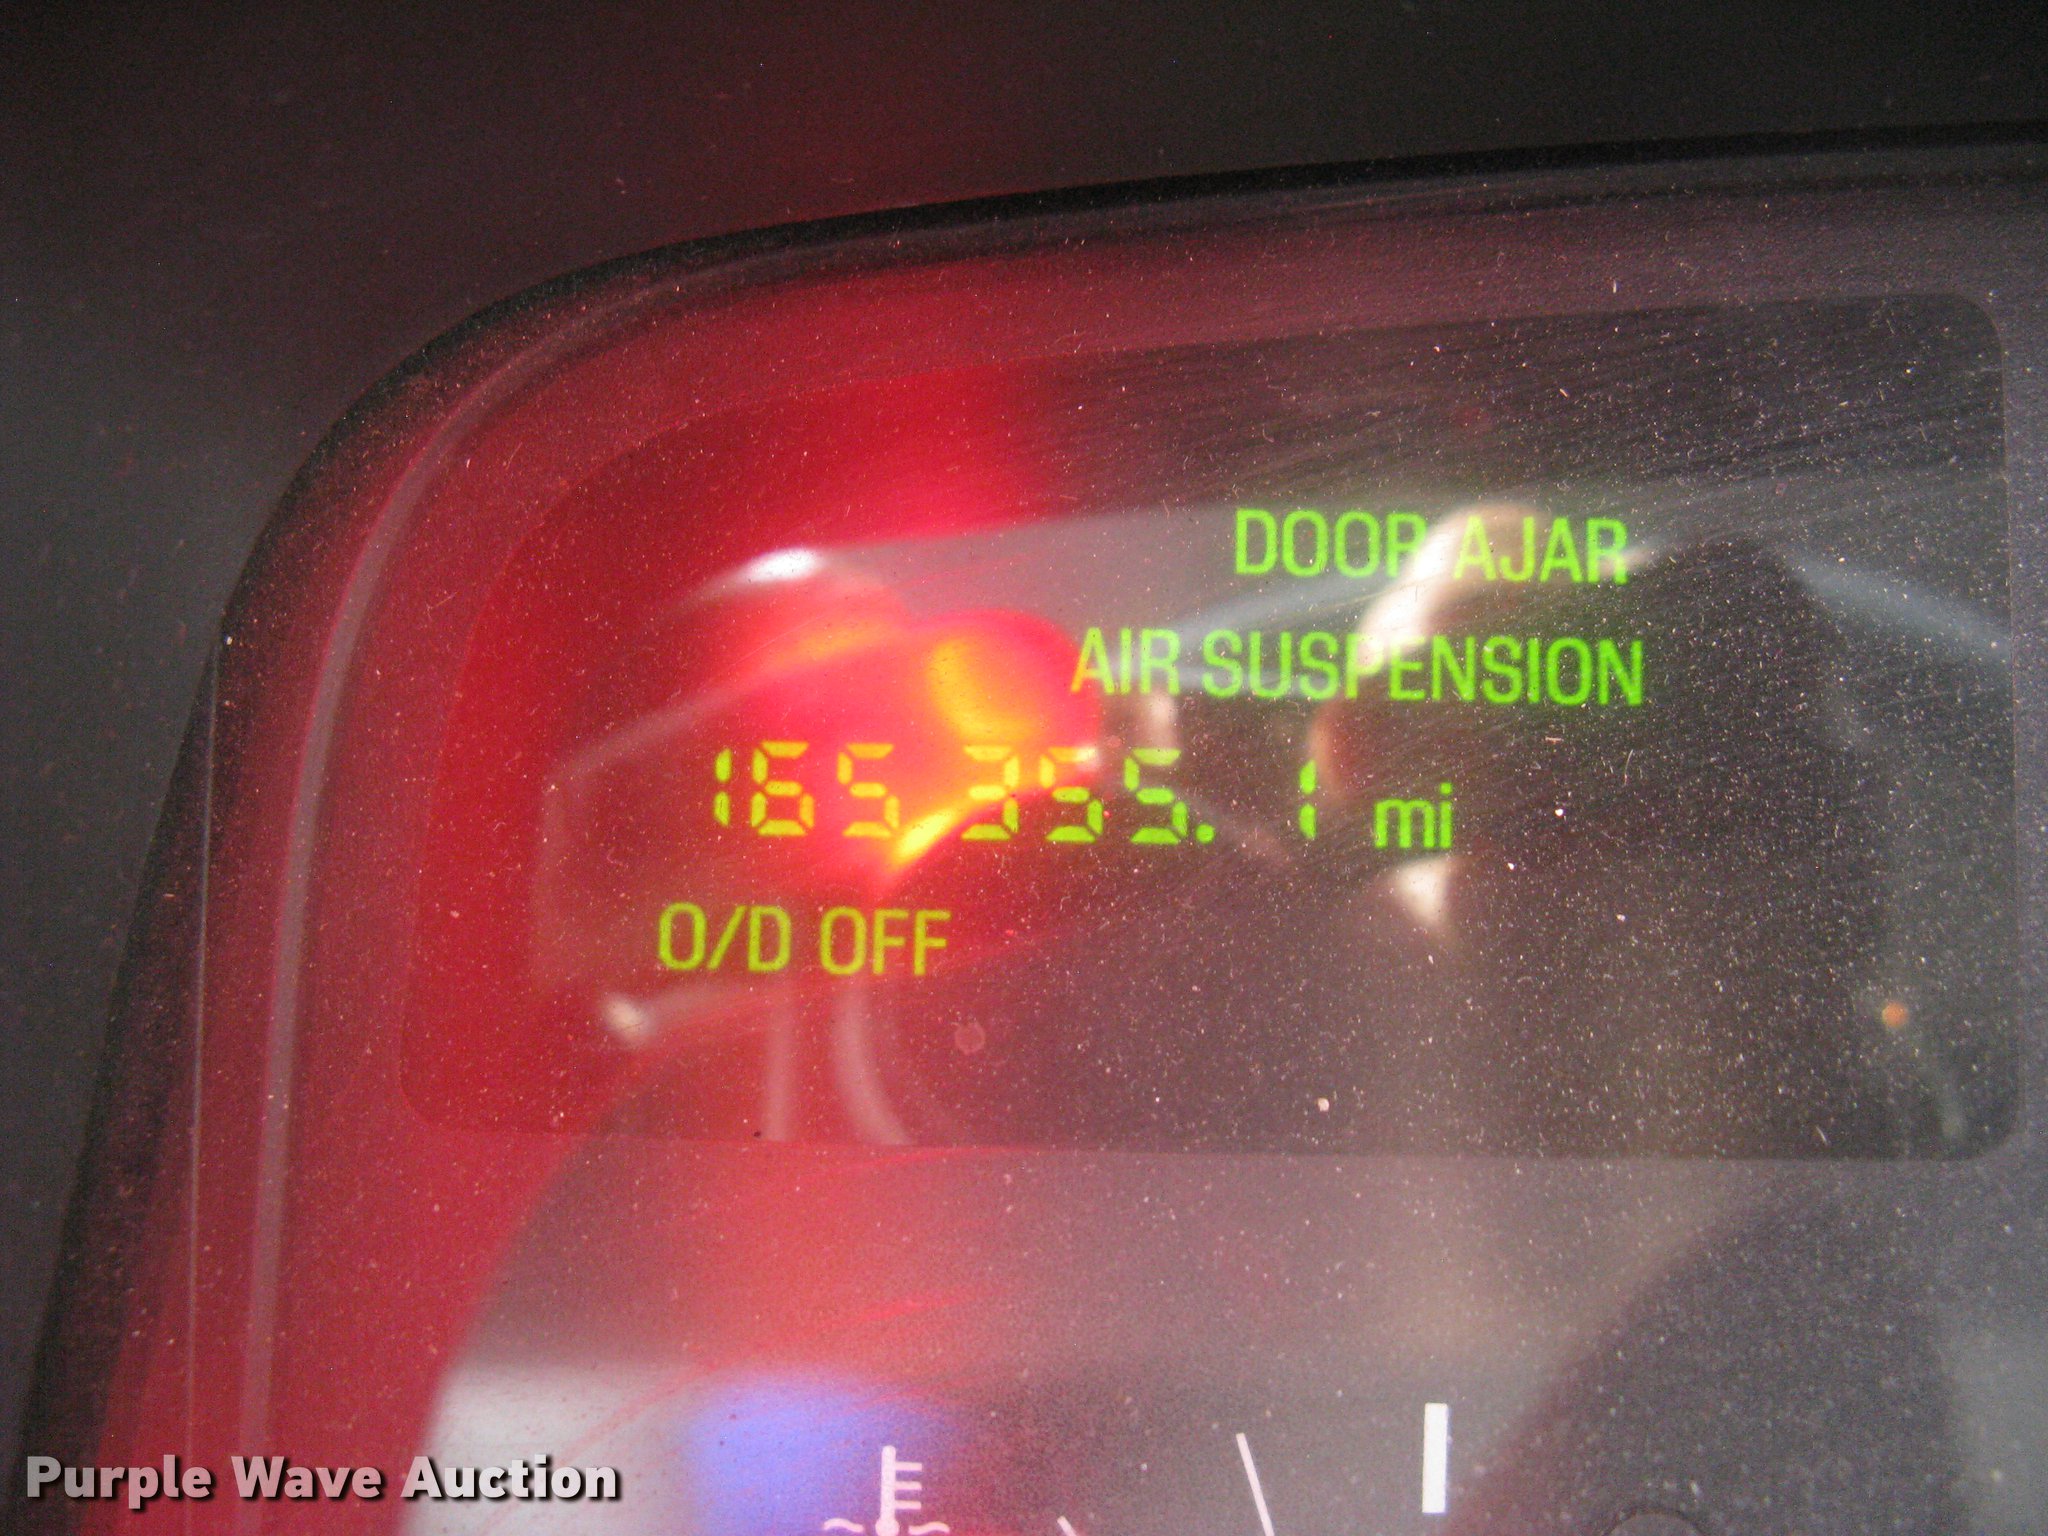 DOOR AJAR
AIR SUSPENSION
165,355.1 mi
O/D OFF
Purple Wave Auction